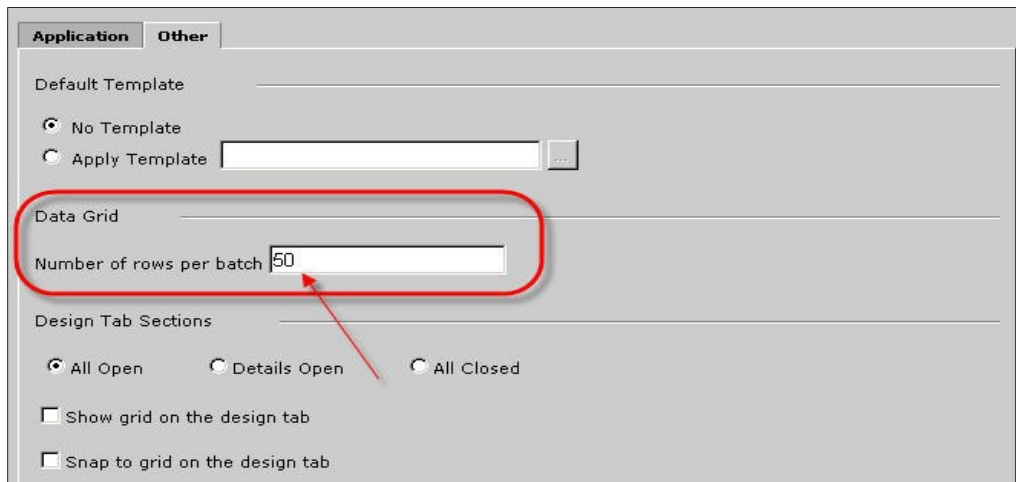 Application Other
Default Template
No Template
Apply Template ...
Data Grid
Number of rows per batch 50
Design Tab Sections
All Open Details Open All Closed
Show grid on the design tab
Snap to grid on the design tab